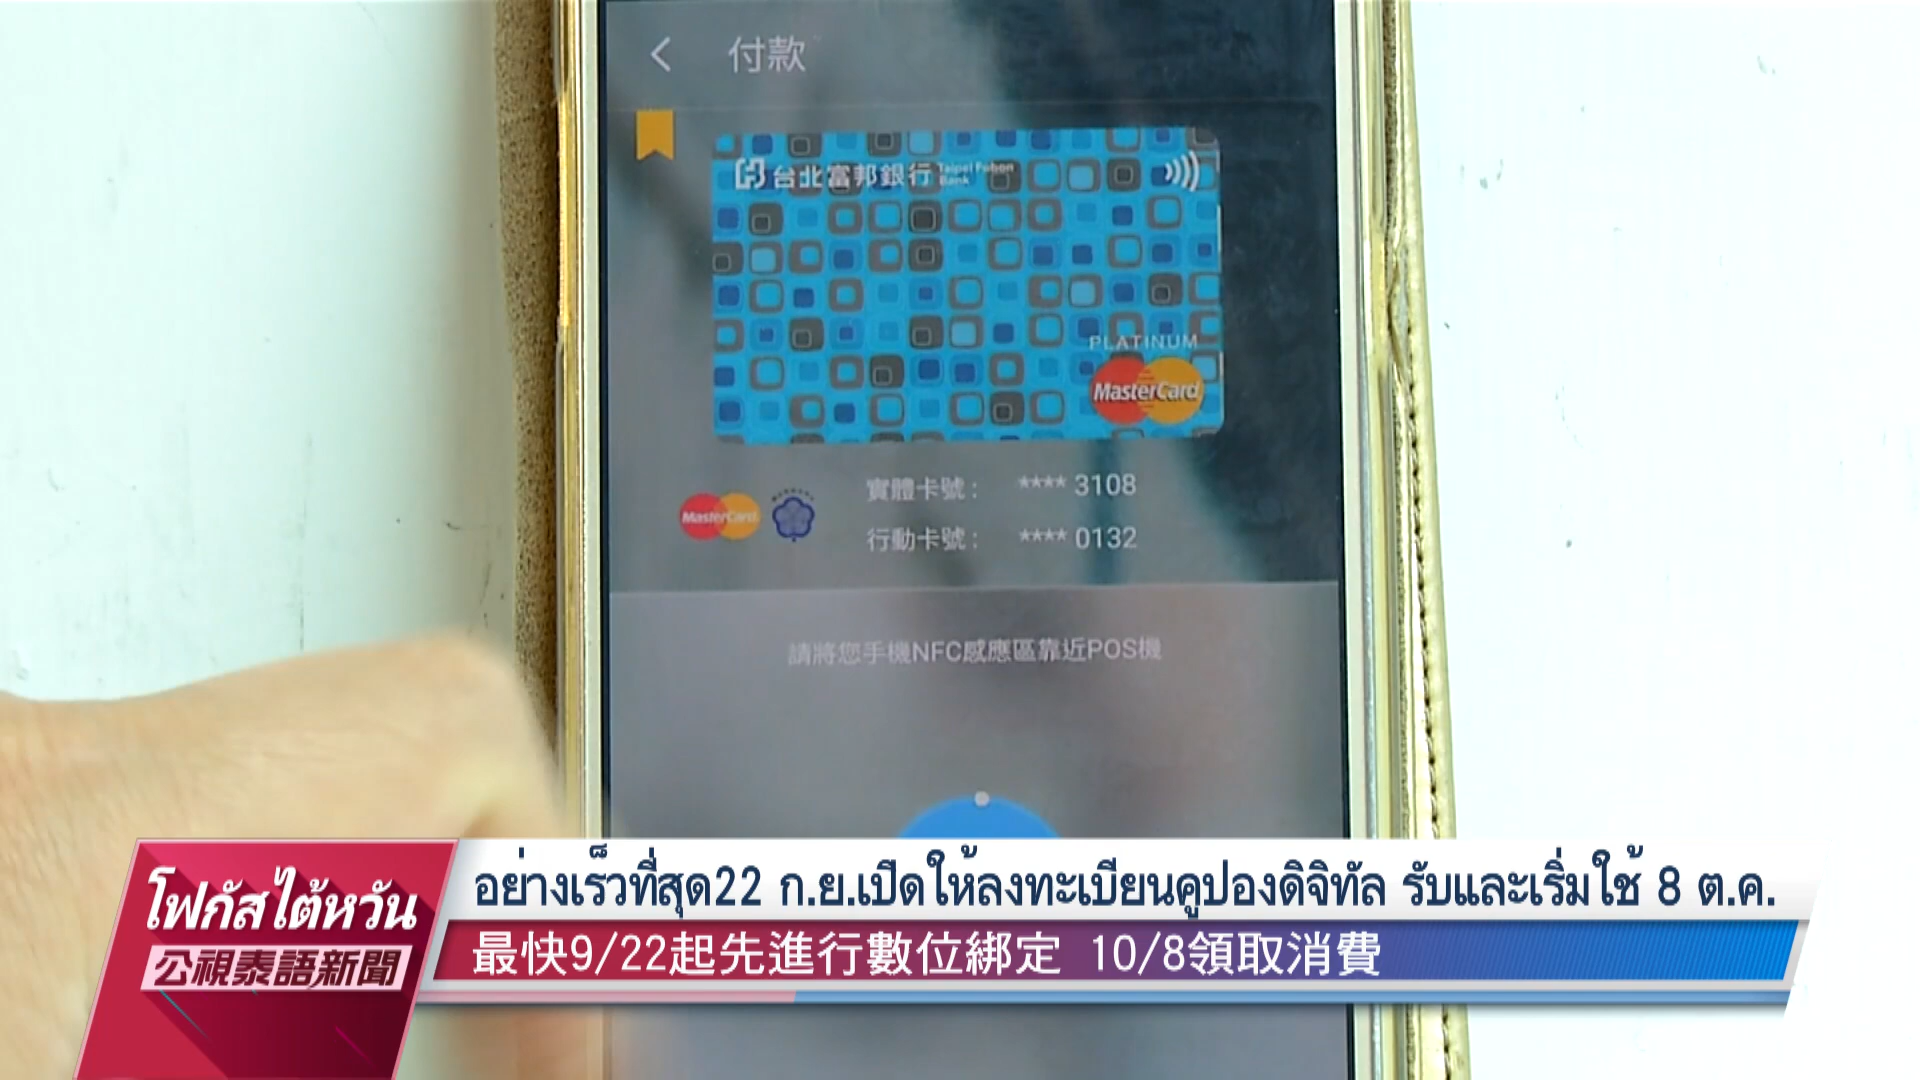 付款
台北富邦銀行 Taipei Fubon Bank
PLATINUM
MasterCard
實體卡號： **** 3108
MasterCard
行動卡號： **** 0132
請將您手機NFC感應區靠近POS機
โฟกัสไต้หวัน
公視泰語新聞
อย่างเร็วที่สุด22 ก.ย.เปิดให้ลงทะเบียนคูปองดิจิทัล รับและเริ่มใช้ 8 ต.ค.
最快9/22起先進行數位綁定 10/8領取消費